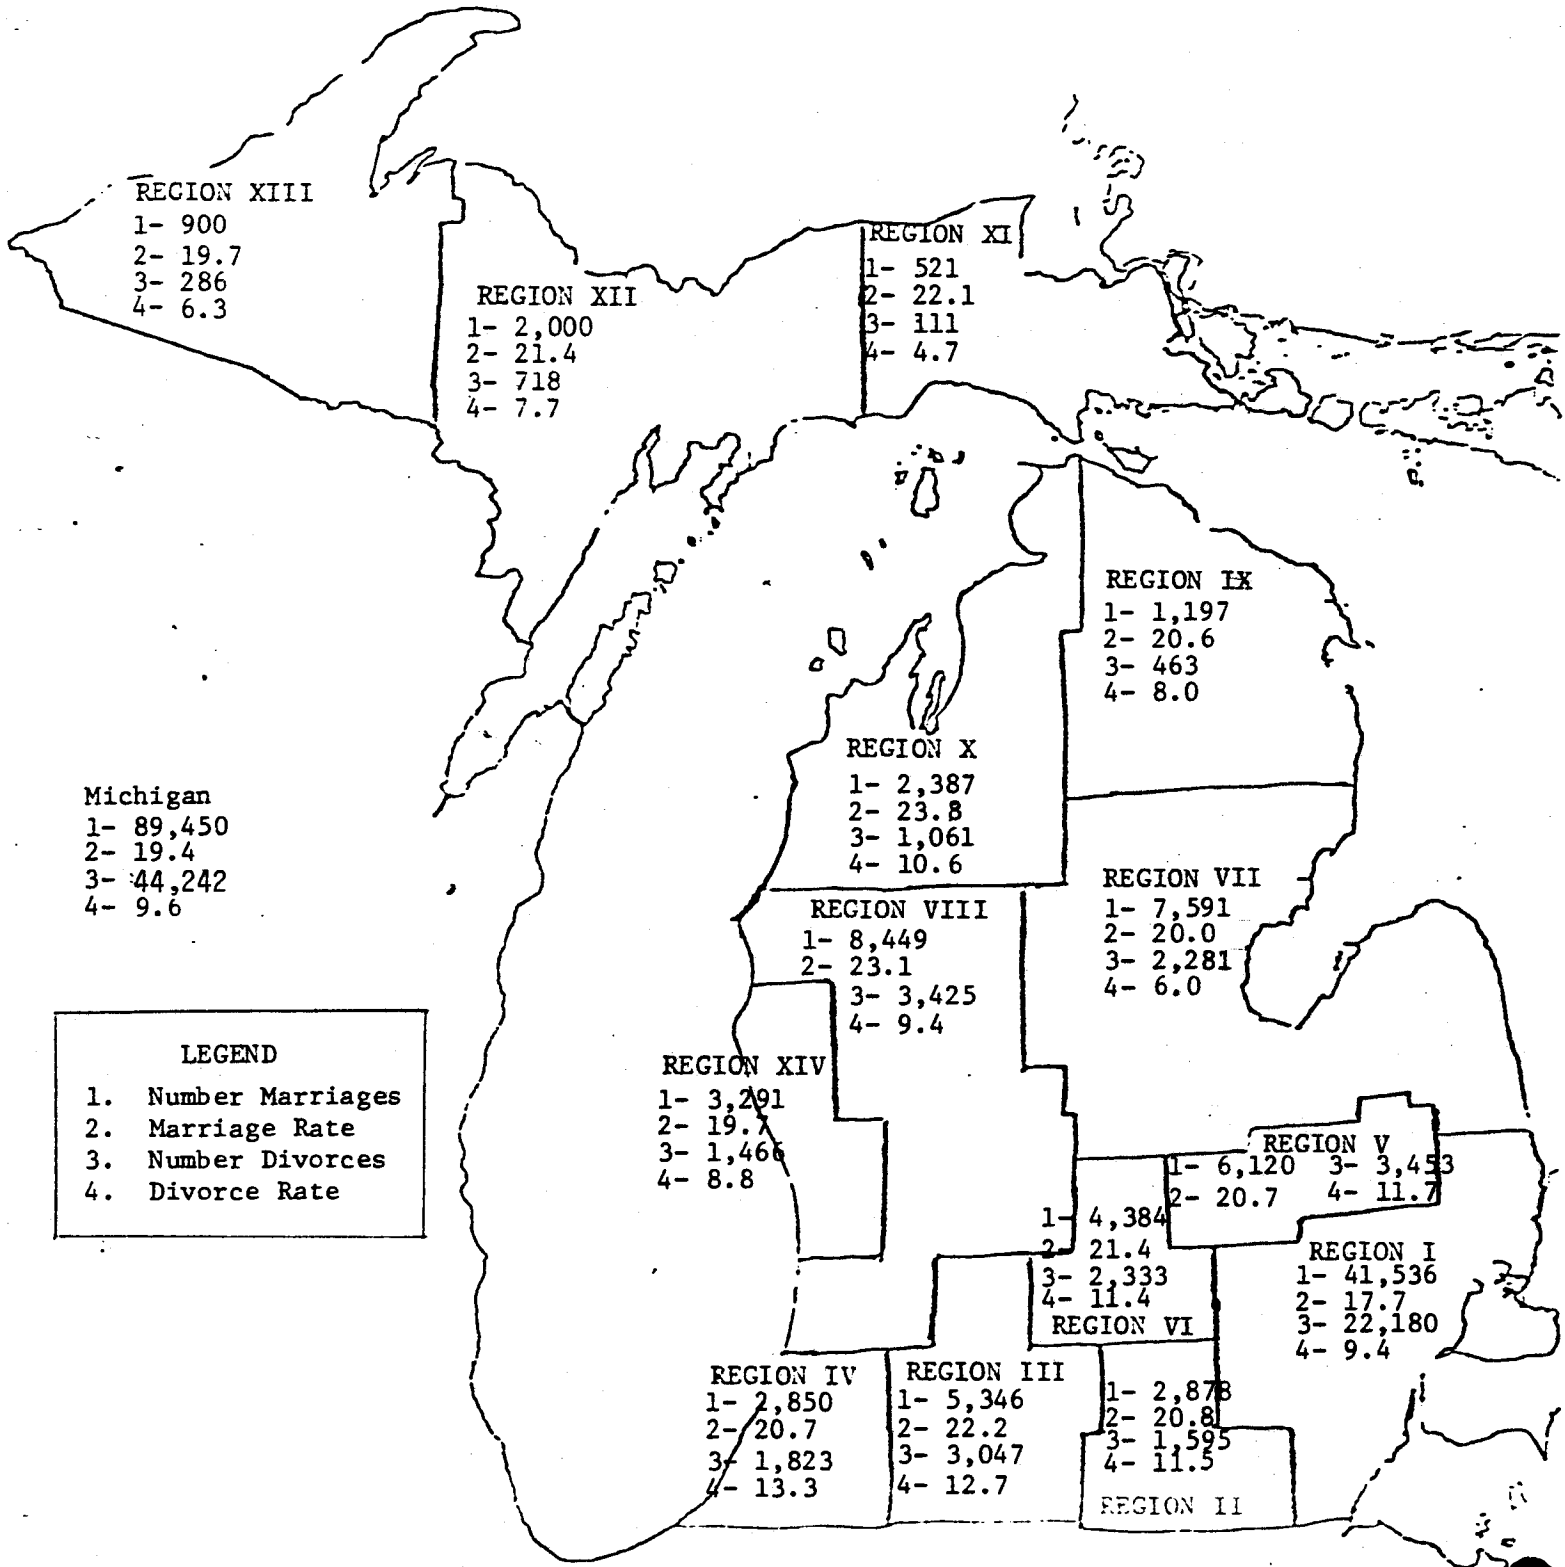 REGION XIII
1- 900
2- 19.7
3- 286
4- 6.3
REGION XII
1- 2,000
2- 21.4
3- 718
4- 7.7
REGION XI
1- 521
2- 22.1
3- 111
4- 4.7
REGION IX
1- 1,197
2- 20.6
3- 463
4- 8.0
REGION X
1- 2,387
2- 23.8
3- 1,061
4- 10.6
Michigan
1- 89,450
2- 19.4
3- 44,242
4- 9.6
REGION VII
1- 7,591
2- 20.0
3- 2,281
4- 6.0
REGION VIII
1- 8,449
2- 23.1
3- 3,425
4- 9.4
LEGEND
1. Number Marriages
2. Marriage Rate
3. Number Divorces
4. Divorce Rate
REGION XIV
1- 3,291
2- 19.7
3- 1,466
4- 8.8
REGION V
1- 6,120 3- 3,453
2- 20.7 4- 11.7
1- 4,384
2- 21.4
3- 2,333
4- 11.4
REGION VI
REGION I
1- 41,536
2- 17.7
3- 22,180
4- 9.4
REGION IV
1- 2,850
2- 20.7
3- 1,823
4- 13.3
REGION III
1- 5,346
2- 22.2
3- 3,047
4- 12.7
1- 2,878
2- 20.8
3- 1,595
4- 11.5
REGION II